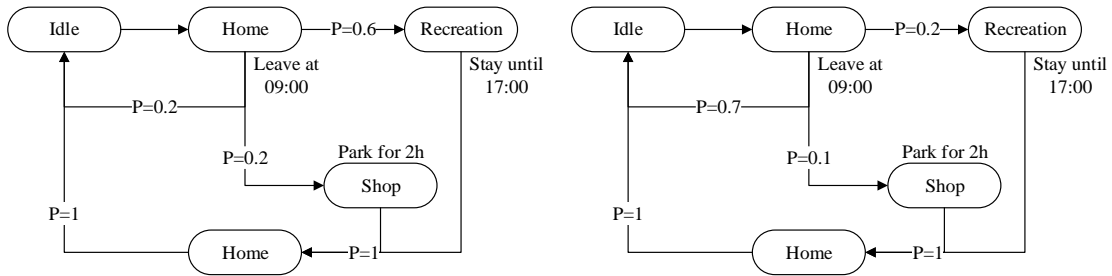 Idle
Home
P=0.6
Recreation
Leave at
09:00
Stay until
17:00
P=0.2
P=0.2
Park for 2h
Shop
P=1
Home
P=1
Idle
Home
P=0.2
Recreation
Leave at
09:00
Stay until
17:00
P=0.7
P=0.1
Park for 2h
Shop
P=1
Home
P=1